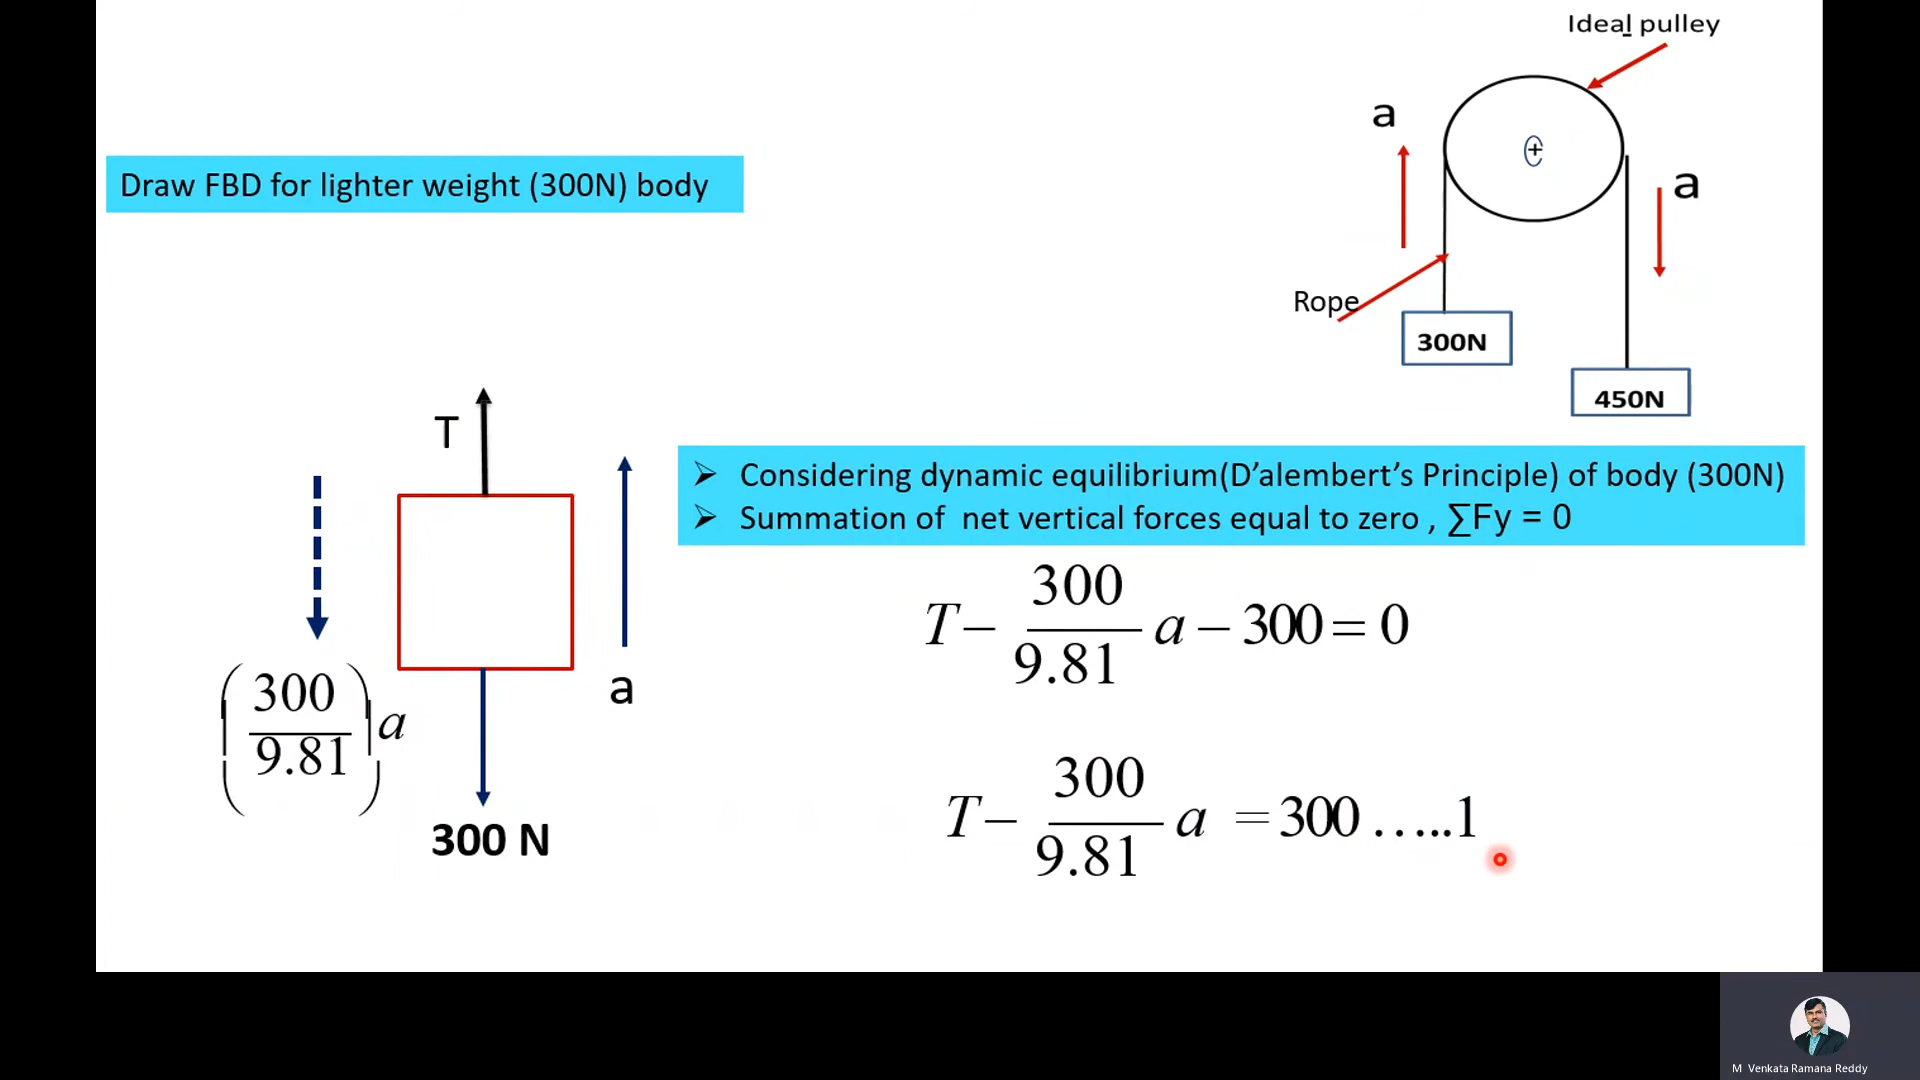 Ideal pulley
a
a
Draw FBD for lighter weight (300N) body
Rope
300N
450N
T
➢ Considering dynamic equilibrium(D’alembert’s Principle) of body (300N)
➢ Summation of net vertical forces equal to zero , ∑Fy = 0
T − 300/9.81 a − 300 = 0
(300/9.81) a
a
T − 300/9.81 a = 300 …..1
300 N
M Venkata Ramana Reddy